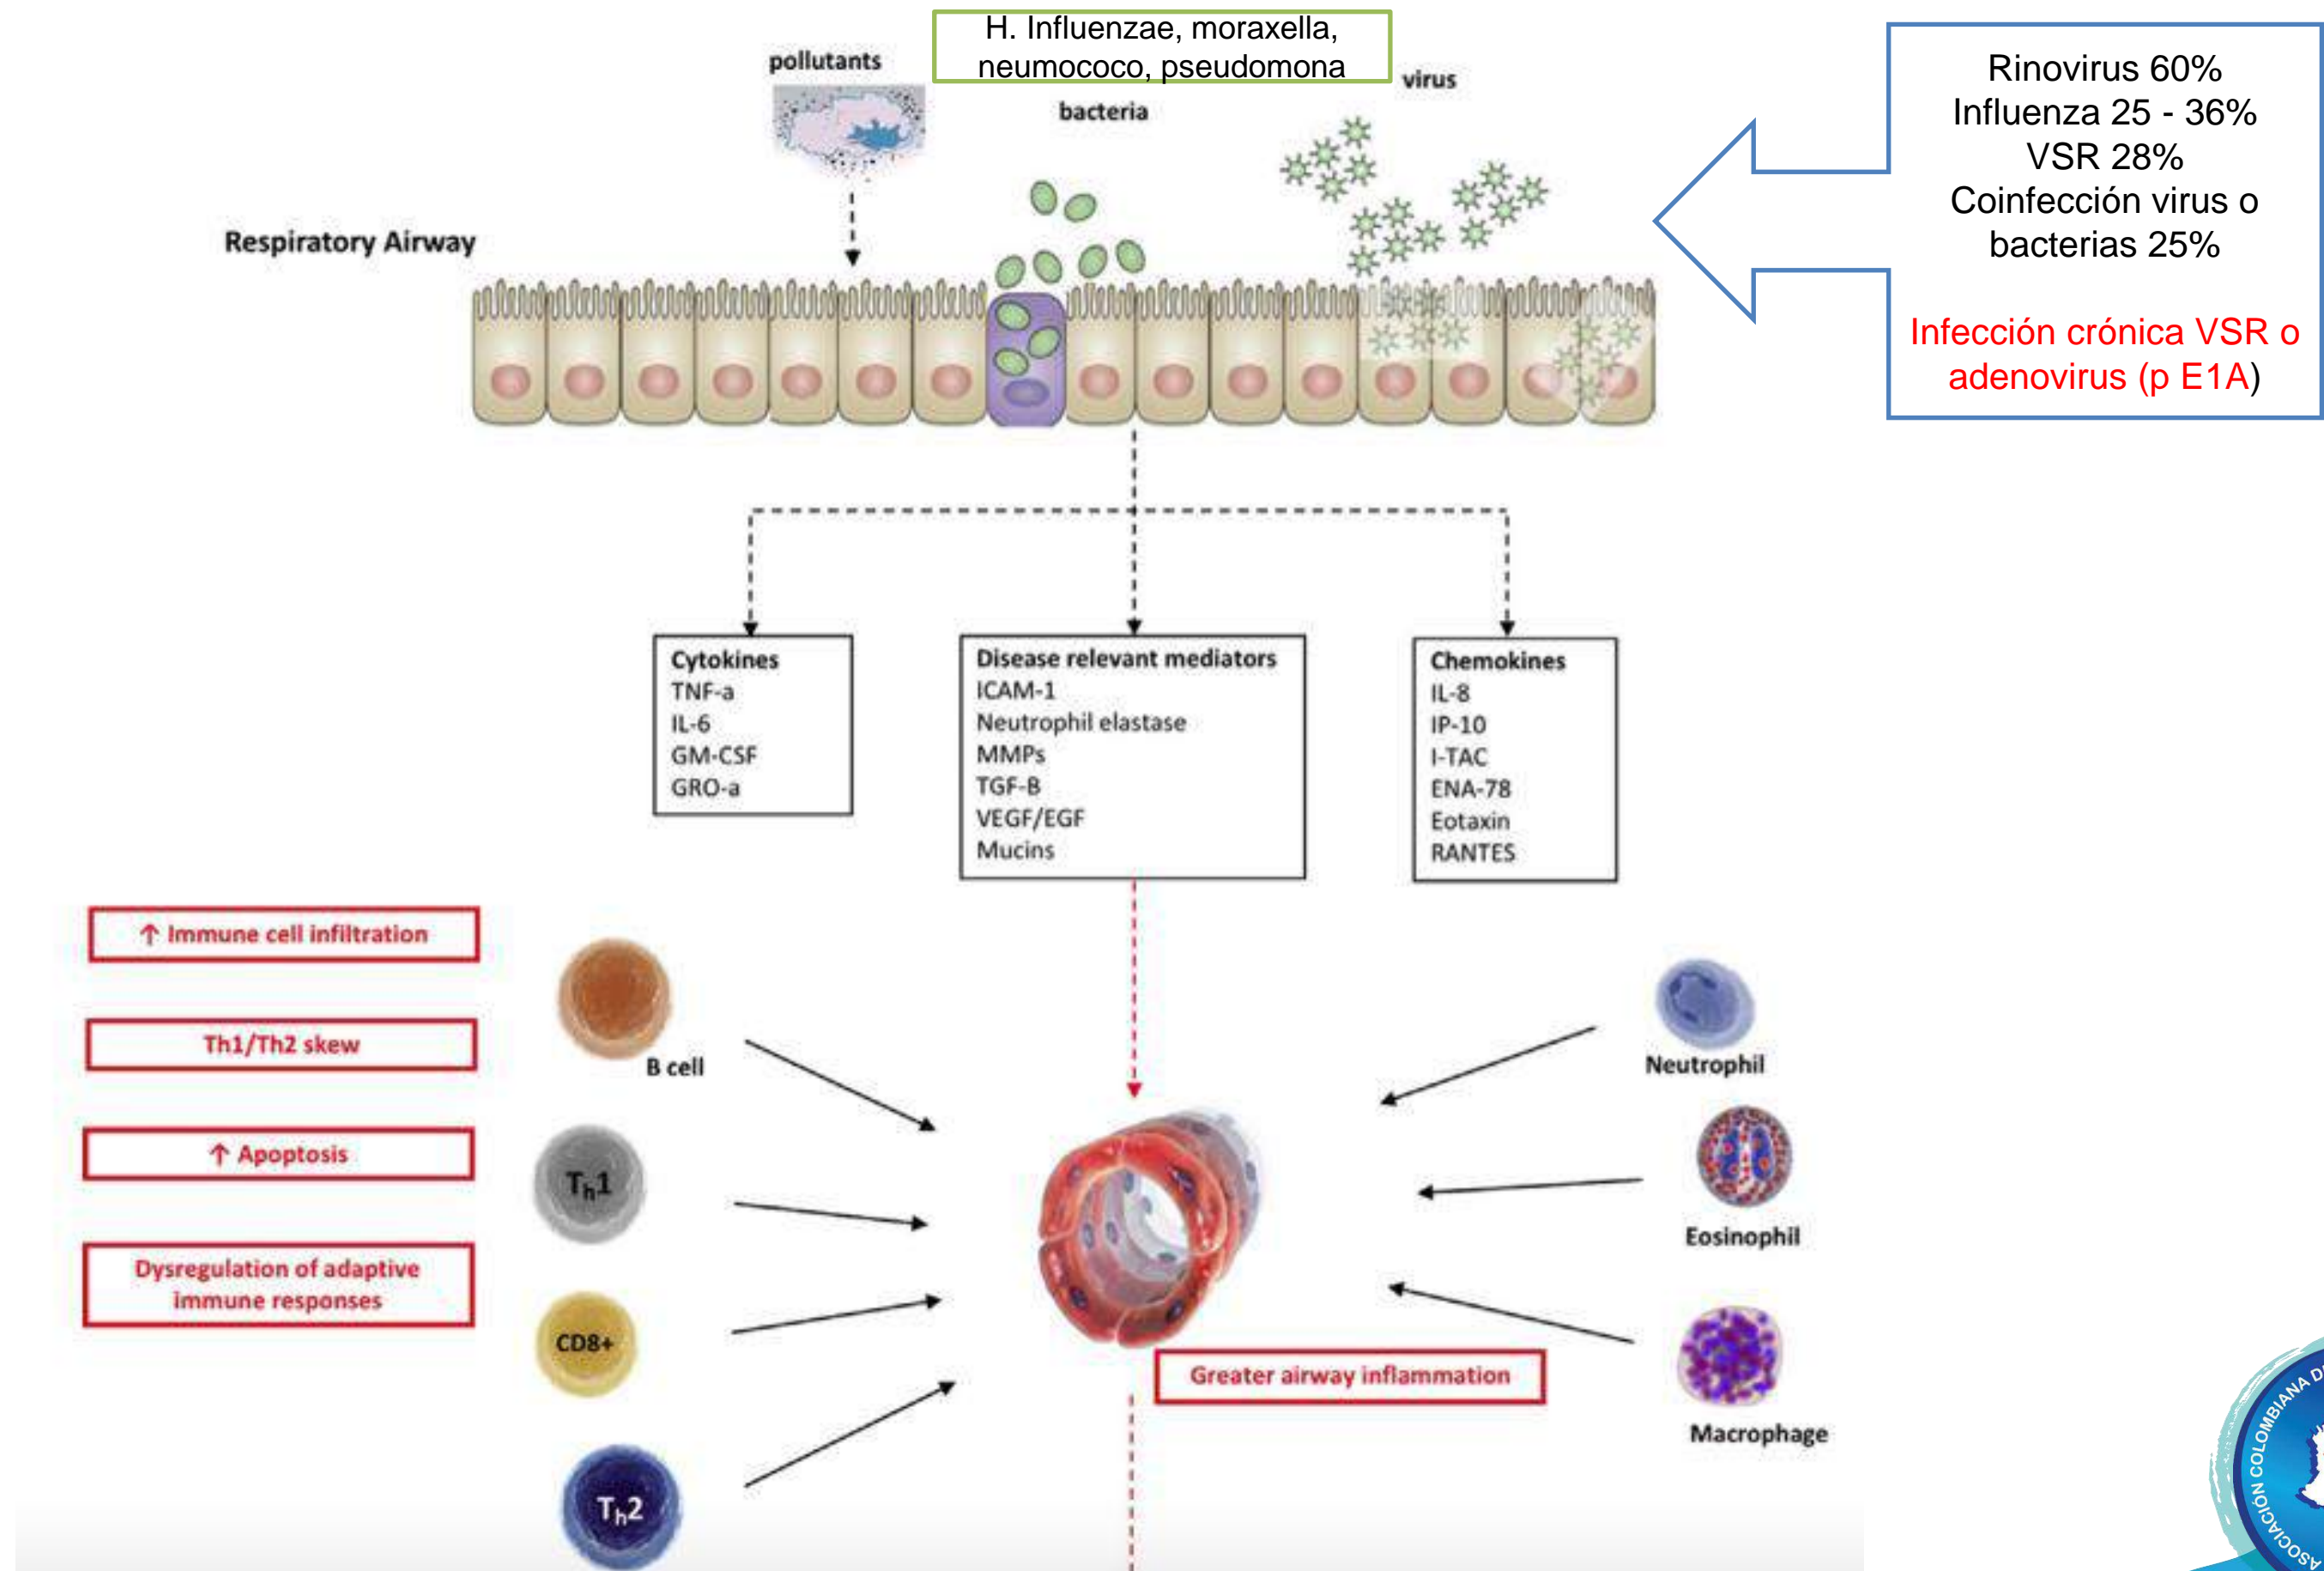 H. Influenzae, moraxella,
neumococo, pseudomona
pollutants
bacteria
virus
Rinovirus 60%
Influenza 25 - 36%
VSR 28%
Coinfección virus o
bacterias 25%
Infección crónica VSR o
adenovirus (p E1A)
Respiratory Airway
Cytokines
TNF-a
IL-6
GM-CSF
GRO-a
Disease relevant mediators
ICAM-1
Neutrophil elastase
MMPs
TGF-B
VEGF/EGF
Mucins
Chemokines
IL-8
IP-10
I-TAC
ENA-78
Eotaxin
RANTES
↑ Immune cell infiltration
Th1/Th2 skew
↑ Apoptosis
Dysregulation of adaptive
immune responses
B cell
Th1
CD8+
Th2
Neutrophil
Eosinophil
Macrophage
Greater airway inflammation
ASOCIACIÓN COLOMBIANA